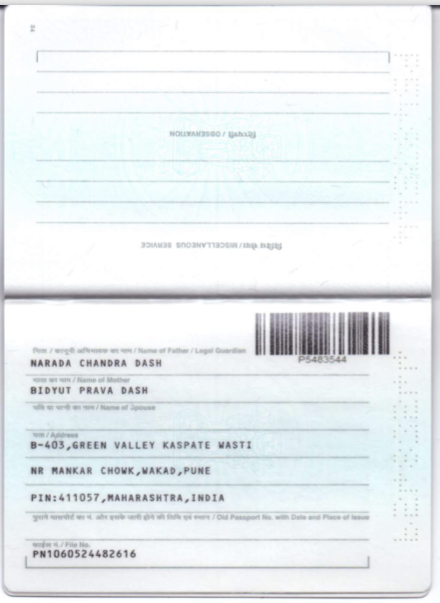 टिप्पणी / OBSERVATION
विविध सेवा / MISCELLANEOUS SERVICE
P5483544
पिता / कानूनी अभिभावक का नाम / Name of Father / Legal Guardian
NARADA CHANDRA DASH
माता का नाम / Name of Mother
BIDYUT PRAVA DASH
पति या पत्नी का नाम / Name of Spouse
पता / Address
B-403,GREEN VALLEY KASPATE WASTI
NR MANKAR CHOWK,WAKAD,PUNE
PIN:411057,MAHARASHTRA,INDIA
पुराने पासपोर्ट का नं. और इसके जारी होने की तिथि एवं स्थान / Old Passport No. with Date and Place of Issue
फाईल नं. / File No.
PN1060524482616